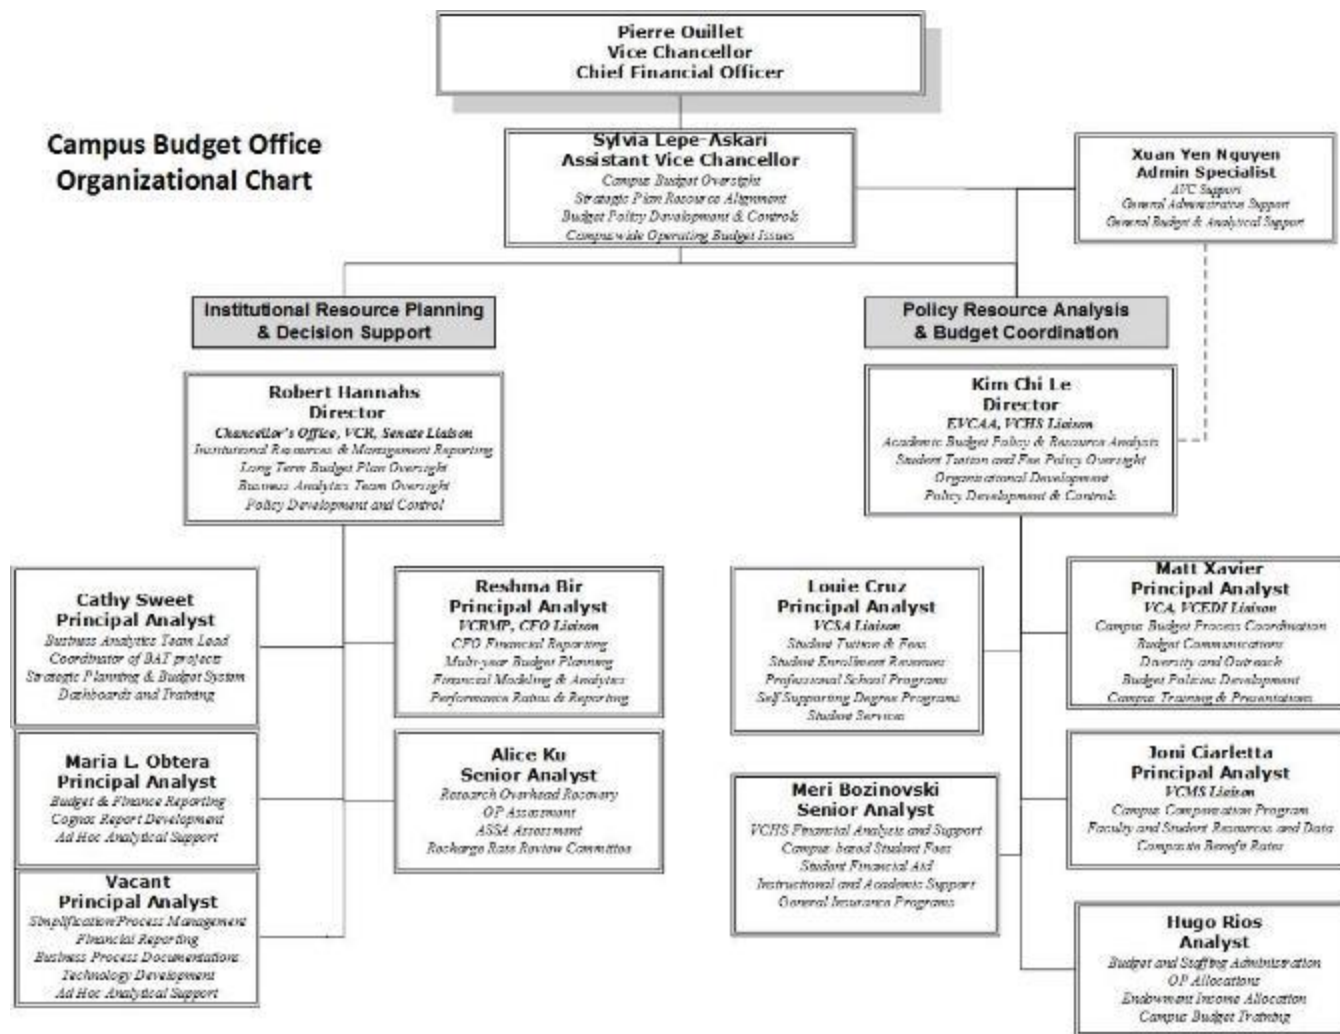 Pierre Ouillet
Vice Chancellor
Chief Financial Officer
Campus Budget Office
Organizational Chart
Sylvia Lepe-Askari
Assistant Vice Chancellor
Campus Budget Oversight
Strategic Plan Resource Alignment
Budget Policy Development & Controls
Campuswide Operating Budget Issues
Xuan Yen Nguyen
Admin Specialist
AVC Support
General Administration Support
General Budget & Analytical Support
Institutional Resource Planning
& Decision Support
Policy Resource Analysis
& Budget Coordination
Robert Hannahs
Director
Chancellor's Office, VCR, Senate Liaison
Institutional Resources & Management Reporting
Long Term Budget Plan Oversight
Business Analytics Team Oversight
Policy Development and Control
Kim Chi Le
Director
EVCAA, VCHS Liaison
Academic Budget Policy & Resource Analysis
Student Tuition and Fee Policy Oversight
Organizational Development
Policy Development & Controls
Cathy Sweet
Principal Analyst
Business Analytics Team Lead
Coordinator of BAT projects
Strategic Planning & Budget System
Dashboards and Training
Reshma Bir
Principal Analyst
VCRMP, CFO Liaison
CFO Financial Reporting
Multi-year Budget Planning
Financial Modeling & Analytics
Performance Ratios & Reporting
Louie Cruz
Principal Analyst
VCSA Liaison
Student Tuition & Fees
Student Enrollment Revenues
Professional School Programs
Self Supporting Degree Programs
Student Services
Matt Xavier
Principal Analyst
VCA, VCEDI Liaison
Campus Budget Process Coordination
Budget Communications
Diversity and Outreach
Budget Policies Development
Campus Training & Presentations
Maria L. Obtera
Principal Analyst
Budget & Finance Reporting
Cognos Report Development
Ad Hoc Analytical Support
Alice Ku
Senior Analyst
Research Overhead Recovery
OP Assessment
ASSA Assessment
Recharge Rate Review Committee
Meri Bozinovski
Senior Analyst
VCHS Financial Analysis and Support
Campus-based Student Fees
Student Financial Aid
Instructional and Academic Support
General Insurance Programs
Joni Ciarletta
Principal Analyst
VCMS Liaison
Campus Compensation Program
Faculty and Student Resources and Data
Composite Benefit Rates
Vacant
Principal Analyst
Simplification/Process Management
Financial Reporting
Business Process Documentations
Technology Development
Ad Hoc Analytical Support
Hugo Rios
Analyst
Budget and Staffing Administration
OP Allocations
Endowment Income Allocation
Campus Budget Training